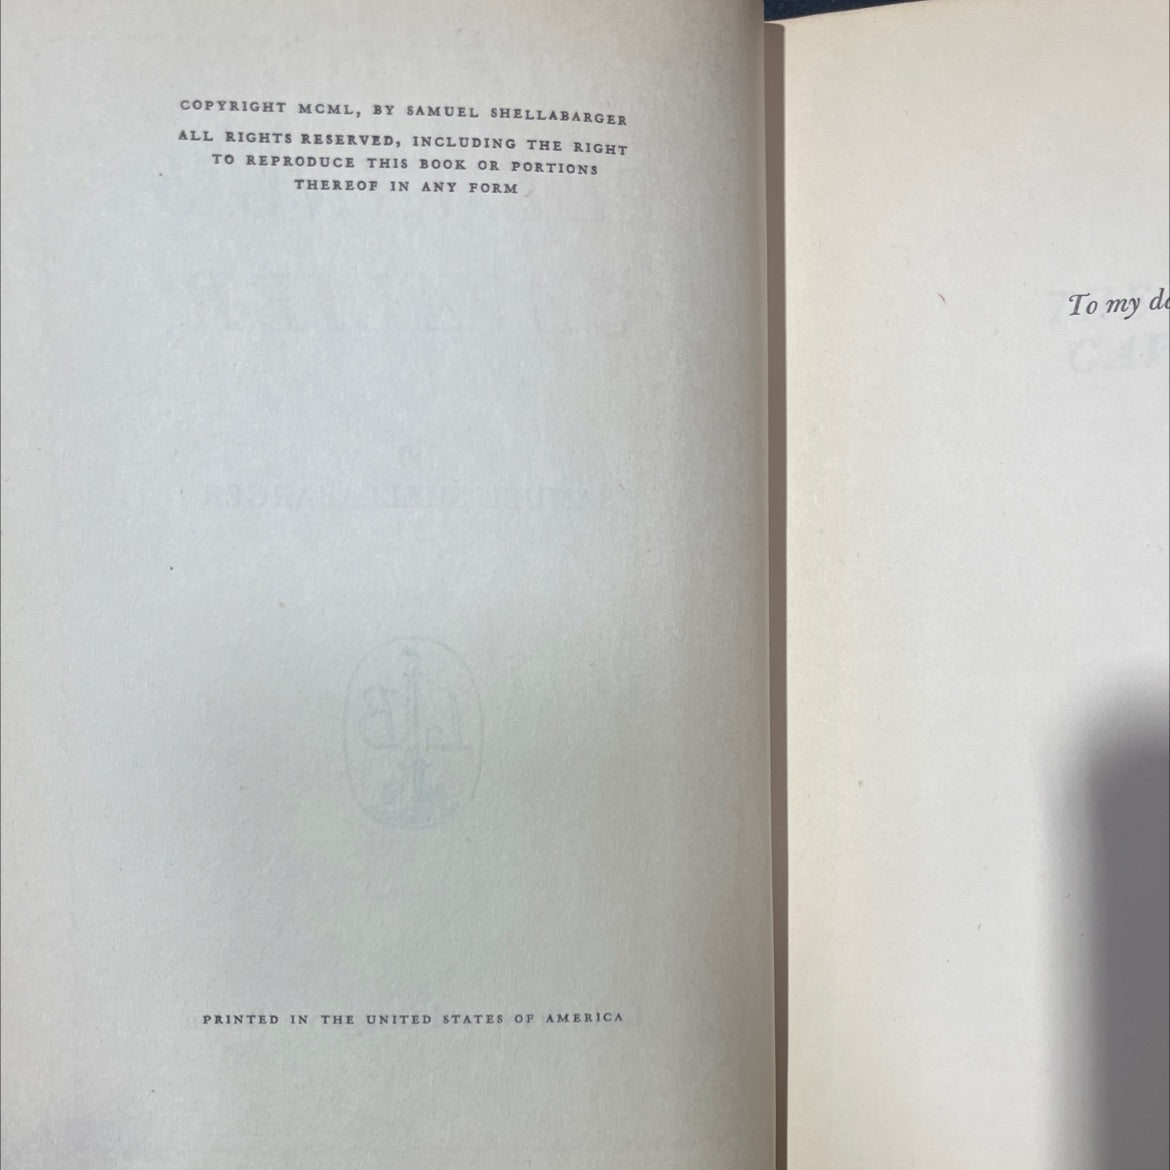 COPYRIGHT MCML, BY SAMUEL SHELLABARGER
ALL RIGHTS RESERVED, INCLUDING THE RIGHT
TO REPRODUCE THIS BOOK OR PORTIONS
THEREOF IN ANY FORM
PRINTED IN THE UNITED STATES OF AMERICA
To my